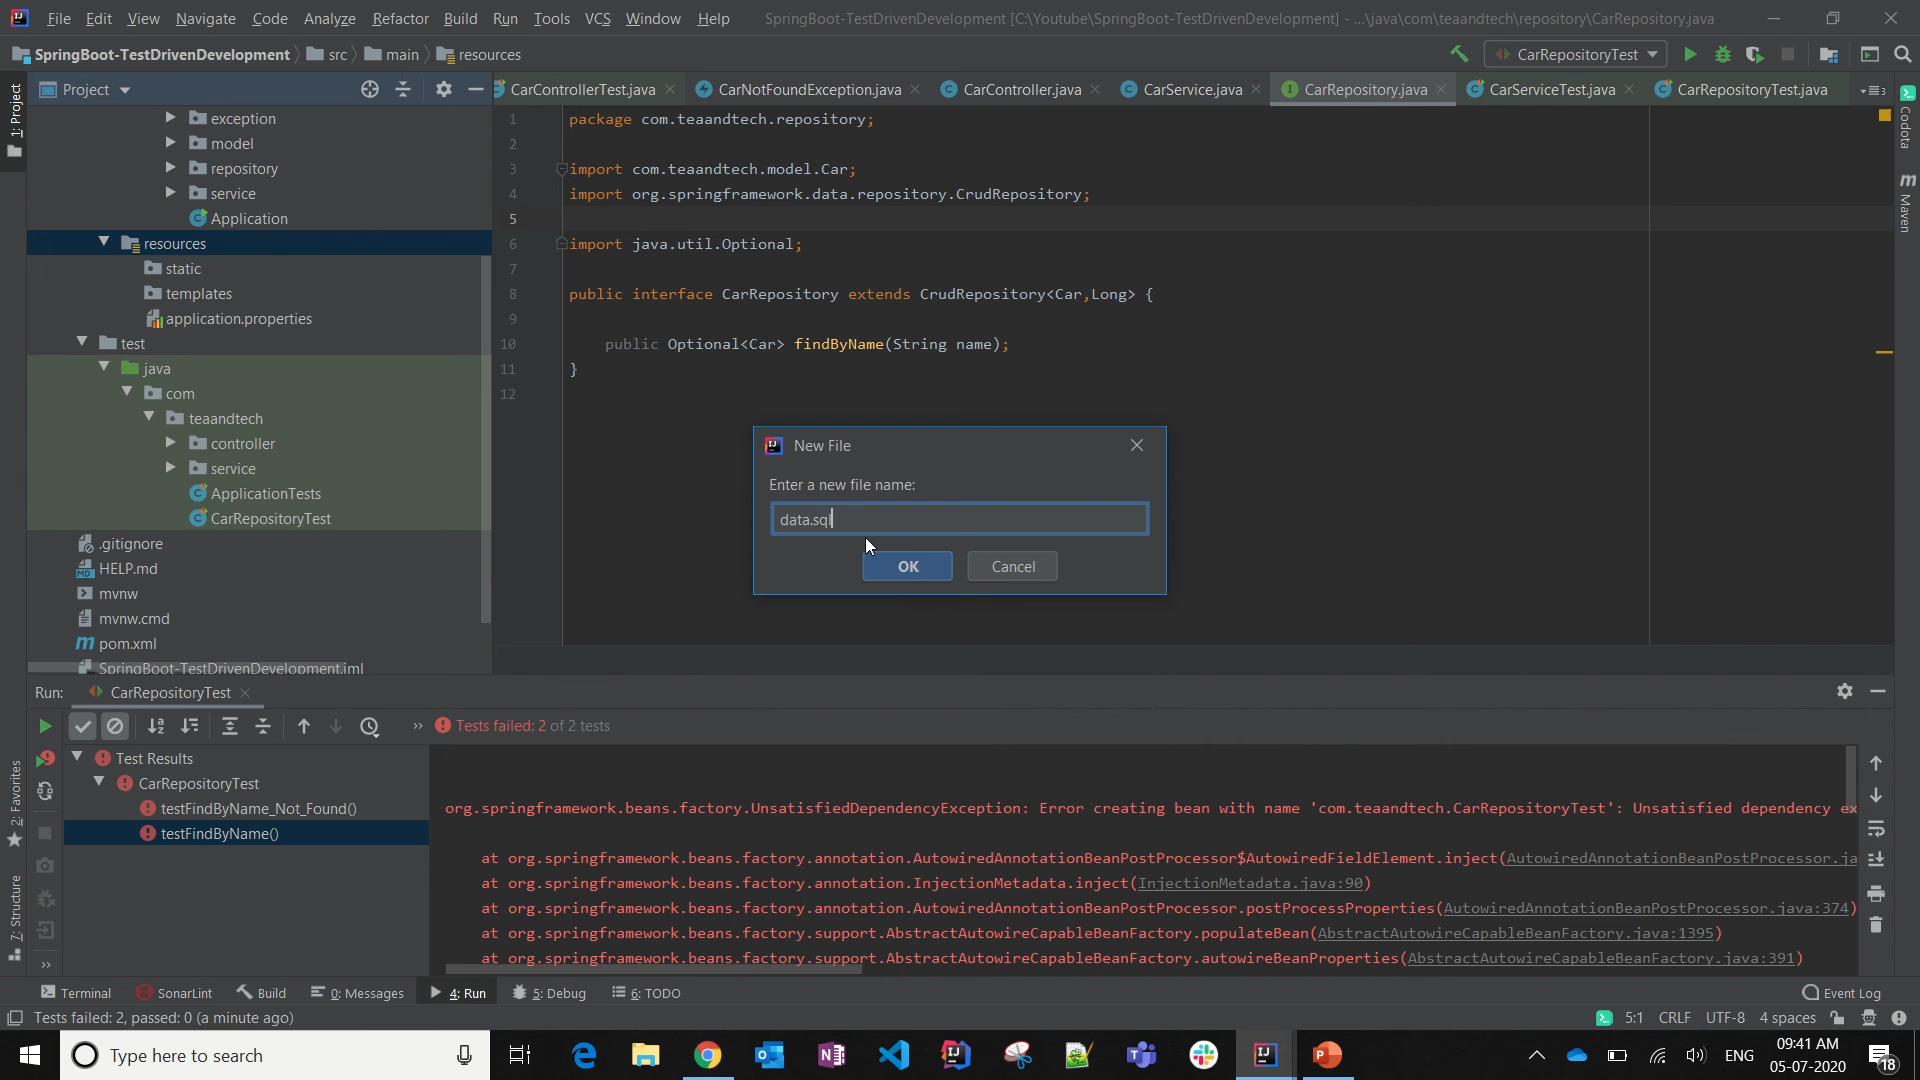 File Edit View Navigate Code Analyze Refactor Build Run Tools VCS Window Help SpringBoot-TestDrivenDevelopment [C:\Youtube\SpringBoot-TestDrivenDevelopment] - ...\java\com\teaandtech\repository\CarRepository.java
SpringBoot-TestDrivenDevelopment src main resources CarRepositoryTest
1: Project
Project
CarControllerTest.java CarNotFoundException.java CarController.java CarService.java CarRepository.java CarServiceTest.java CarRepositoryTest.java
3
exception
model
repository
service
Application
resources
static
templates
application.properties
test
java
com
teaandtech
controller
service
ApplicationTests
CarRepositoryTest
.gitignore
HELP.md
mvnw
mvnw.cmd
pom.xml
SpringBoot-TestDrivenDevelopment.iml
1 package com.teaandtech.repository;
2
3 import com.teaandtech.model.Car;
4 import org.springframework.data.repository.CrudRepository;
5
6 import java.util.Optional;
7
8 public interface CarRepository extends CrudRepository<Car,Long> {
9
10 public Optional<Car> findByName(String name);
11 }
12
Codota
Maven
New File
Enter a new file name:
data.sql
OK Cancel
Run: CarRepositoryTest
Tests failed: 2 of 2 tests
Test Results
CarRepositoryTest
testFindByName_Not_Found()
testFindByName()
org.springframework.beans.factory.UnsatisfiedDependencyException: Error creating bean with name 'com.teaandtech.CarRepositoryTest': Unsatisfied dependency ex
at org.springframework.beans.factory.annotation.AutowiredAnnotationBeanPostProcessor$AutowiredFieldElement.inject(AutowiredAnnotationBeanPostProcessor.ja
at org.springframework.beans.factory.annotation.InjectionMetadata.inject(InjectionMetadata.java:90)
at org.springframework.beans.factory.annotation.AutowiredAnnotationBeanPostProcessor.postProcessProperties(AutowiredAnnotationBeanPostProcessor.java:374)
at org.springframework.beans.factory.support.AbstractAutowireCapableBeanFactory.populateBean(AbstractAutowireCapableBeanFactory.java:1395)
at org.springframework.beans.factory.support.AbstractAutowireCapableBeanFactory.autowireBeanProperties(AbstractAutowireCapableBeanFactory.java:391)
2: Favorites
7: Structure
Terminal SonarLint Build 0: Messages 4: Run 5: Debug 6: TODO Event Log
Tests failed: 2, passed: 0 (a minute ago) 5:1 CRLF UTF-8 4 spaces
Type here to search
ENG
09:41 AM
05-07-2020
18